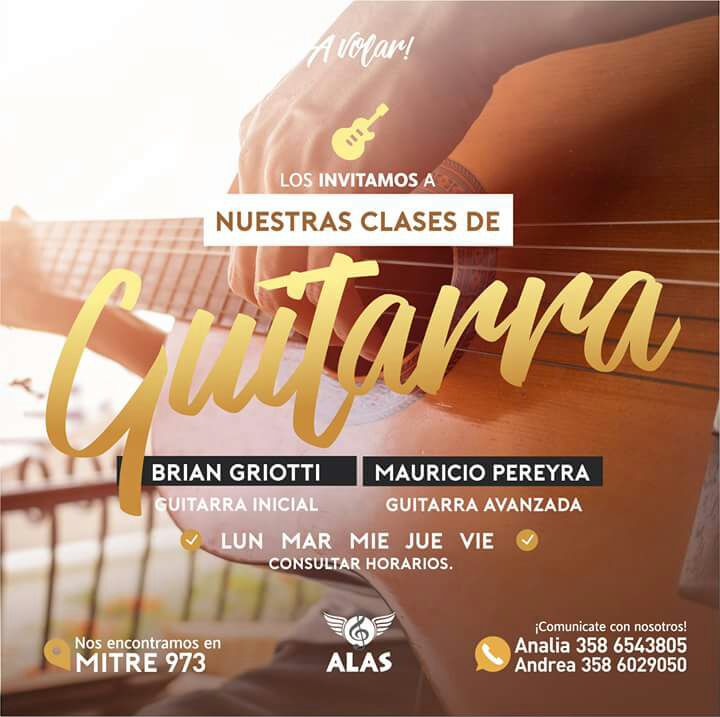 A volar!
LOS INVITAMOS A
NUESTRAS CLASES DE
Guitarra
BRIAN GRIOTTI
GUITARRA INICIAL
MAURICIO PEREYRA
GUITARRA AVANZADA
LUN MAR MIE JUE VIE
CONSULTAR HORARIOS.
Nos encontramos en
MITRE 973
ALAS
¡Comunicate con nosotros!
Analia 358 6543805
Andrea 358 6029050